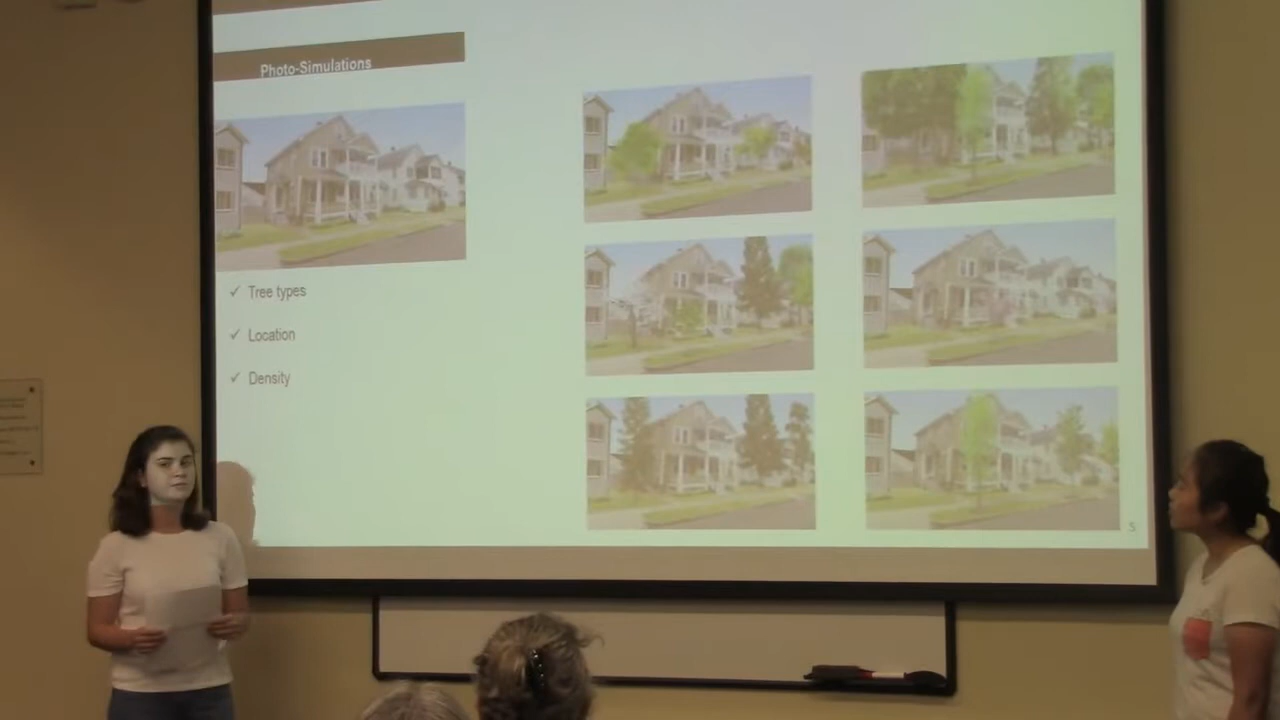 Photo-Simulations
✓ Tree types
✓ Location
✓ Density
5